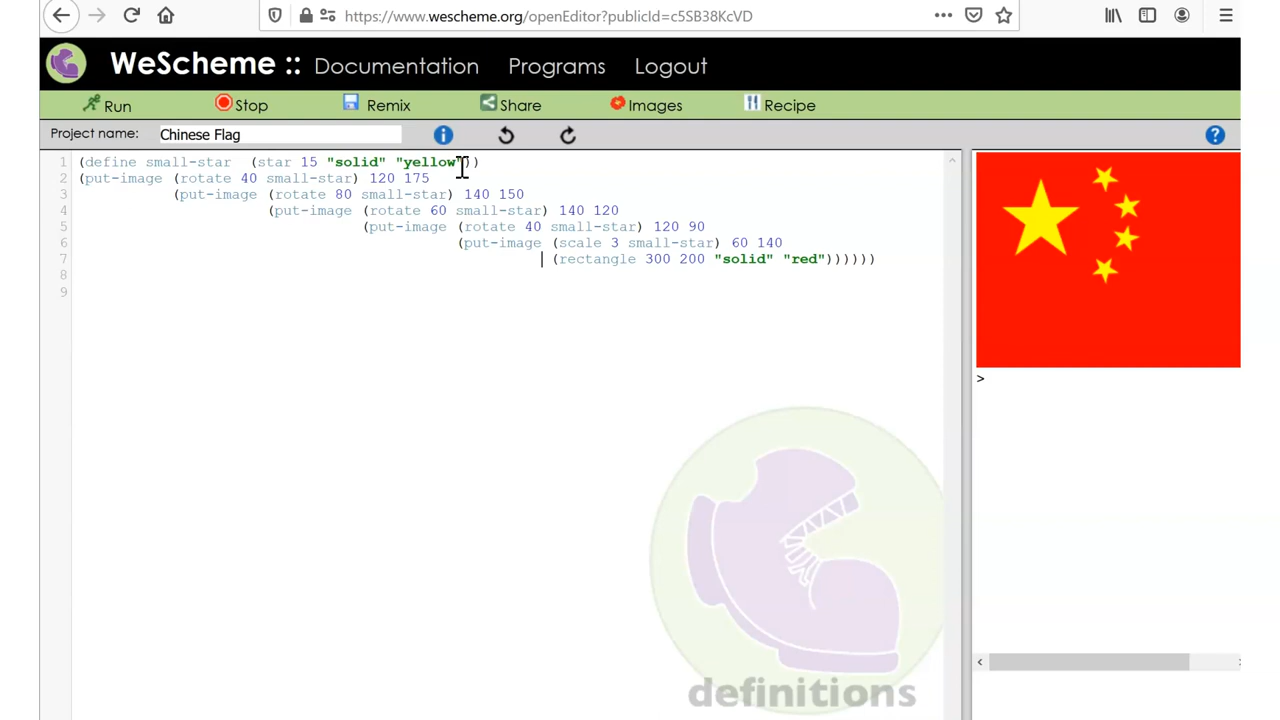 https://www.wescheme.org/openEditor?publicId=c5SB38KcVD
WeScheme :: Documentation Programs Logout
Run Stop Remix Share Images Recipe
Project name: Chinese Flag
1 (define small-star (star 15 "solid" "yellow"))
2 (put-image (rotate 40 small-star) 120 175
3 (put-image (rotate 80 small-star) 140 150
4 (put-image (rotate 60 small-star) 140 120
5 (put-image (rotate 40 small-star) 120 90
6 (put-image (scale 3 small-star) 60 140
7 (rectangle 300 200 "solid" "red"))))))
8
9
>
definitions